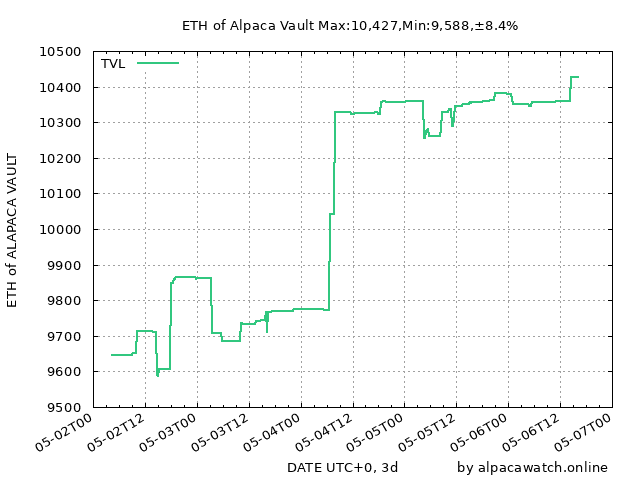 ETH of Alpaca Vault Max:10,427,Min:9,588,±8.4%
TVL
10500
10400
10300
10200
10100
10000
9900
9800
9700
9600
9500
ETH of ALAPACA VAULT
05-02T00
05-02T12
05-03T00
05-03T12
05-04T00
05-04T12
05-05T00
05-05T12
05-06T00
05-06T12
05-07T00
DATE UTC+0, 3d
by alpacawatch.online